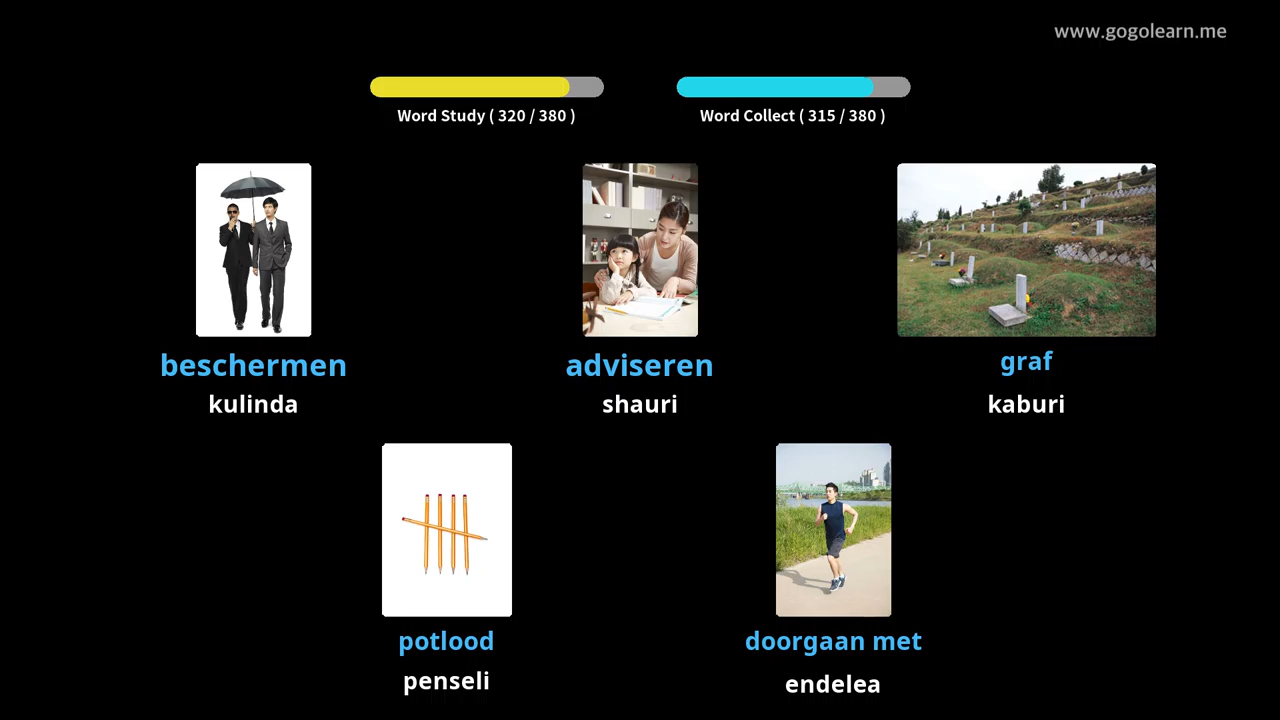 www.gogolearn.me
Word Study ( 320 / 380 )
Word Collect ( 315 / 380 )
beschermen
kulinda
adviseren
shauri
graf
kaburi
potlood
penseli
doorgaan met
endelea